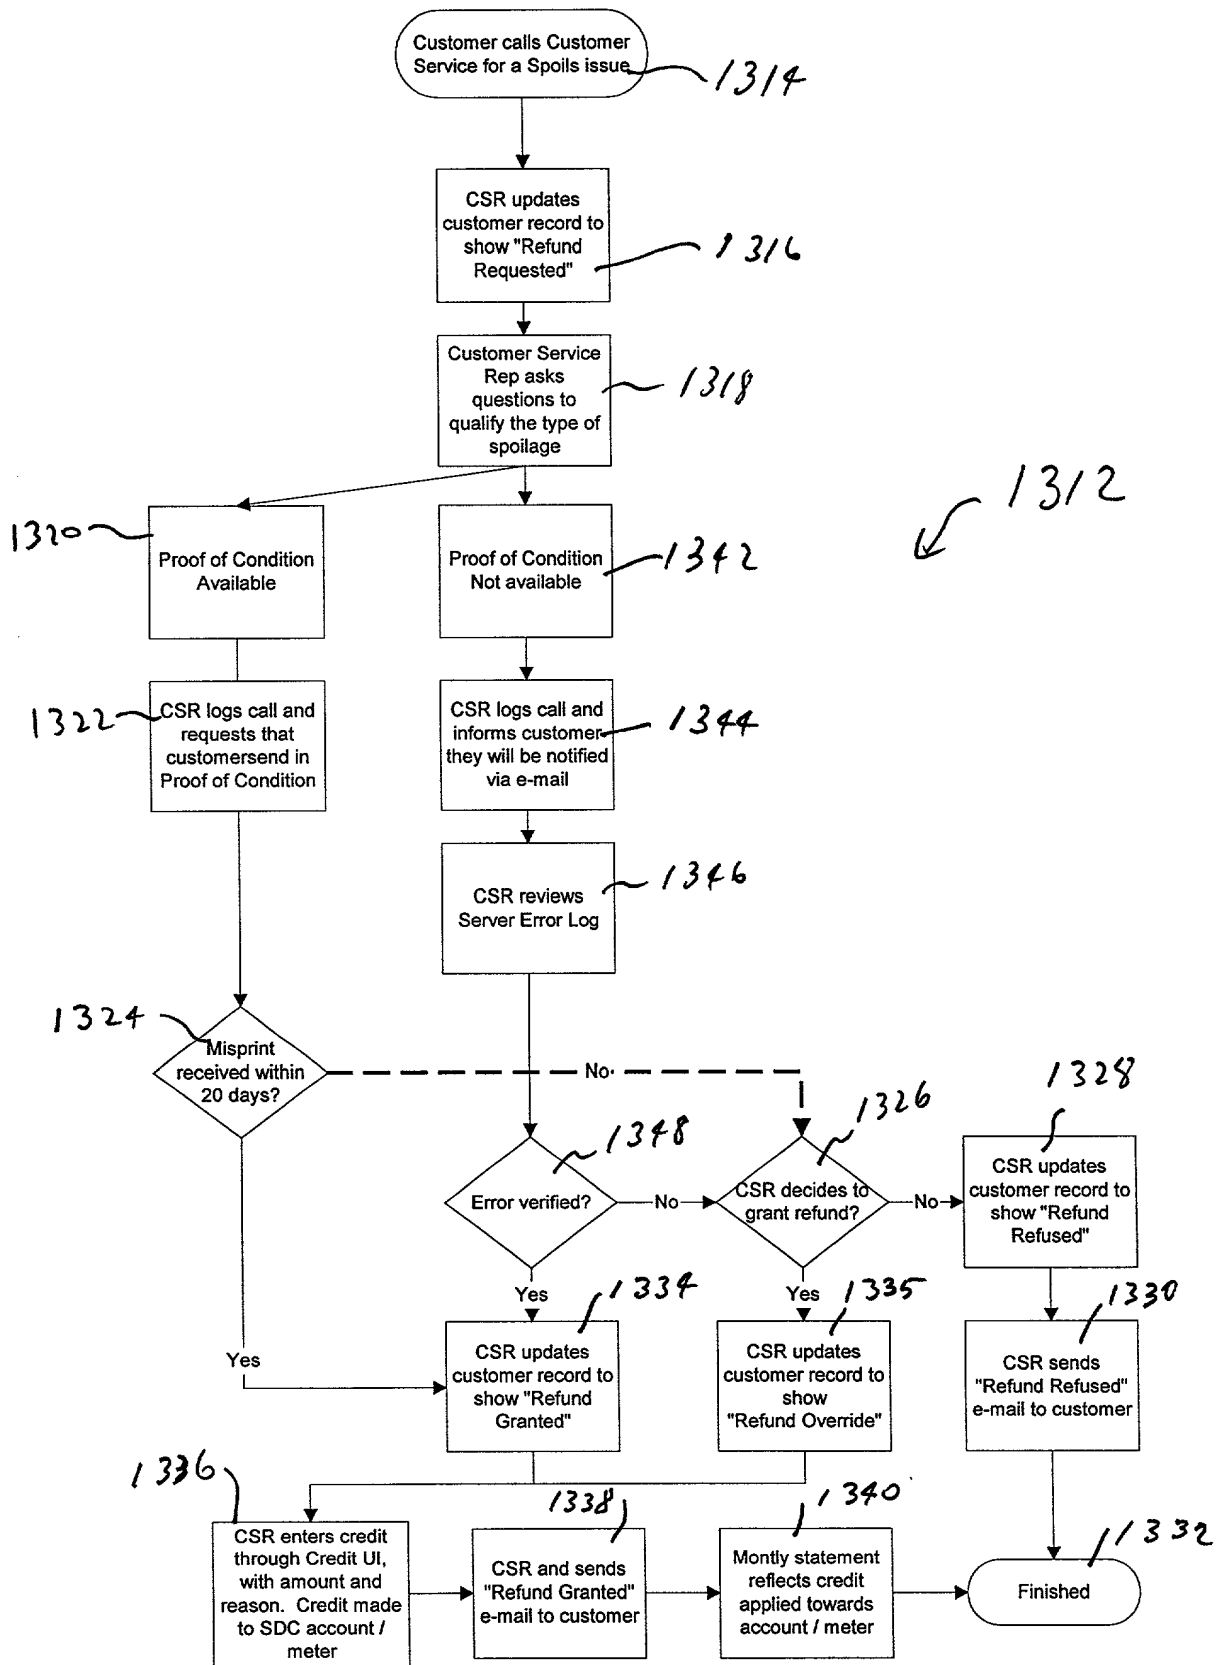 Customer calls Customer
Service for a Spoils issue
1314
CSR updates
customer record to
show "Refund
Requested"
1316
Customer Service
Rep asks
questions to
qualify the type of
spoilage
1318
1312
1320
Proof of Condition
Available
Proof of Condition
Not available
1342
1322
CSR logs call and
requests that
customersend in
Proof of Condition
CSR logs call and
informs customer
they will be notified
via e-mail
1344
CSR reviews
Server Error Log
1346
1324
Misprint
received within
20 days?
No
1348
Error verified?
No
1326
CSR decides to
grant refund?
No
1328
CSR updates
customer record to
show "Refund
Refused"
Yes
1334
Yes
1335
1330
Yes
CSR updates
customer record to
show "Refund
Granted"
CSR updates
customer record to
show
"Refund Override"
CSR sends
"Refund Refused"
e-mail to customer
1336
CSR enters credit
through Credit UI,
with amount and
reason. Credit made
to SDC account /
meter
1338
CSR and sends
"Refund Granted"
e-mail to customer
1340
Montly statement
reflects credit
applied towards
account / meter
1332
Finished